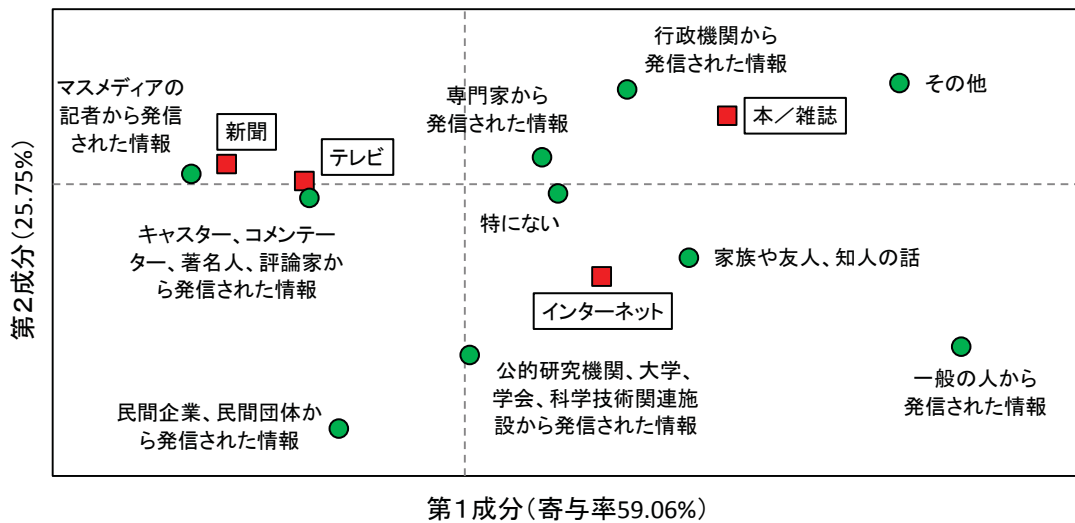 行政機関から
発信された情報
その他
マスメディアの
記者から発信
された情報
専門家から
発信された情報
本／雑誌
新聞
テレビ
特にない
キャスター、コメンテー
ター、著名人、評論家か
ら発信された情報
家族や友人、知人の話
インターネット
公的研究機関、大学、
学会、科学技術関連施
設から発信された情報
一般の人から
発信された情報
民間企業、民間団体か
ら発信された情報
第２成分（25.75%）
第１成分（寄与率59.06%）